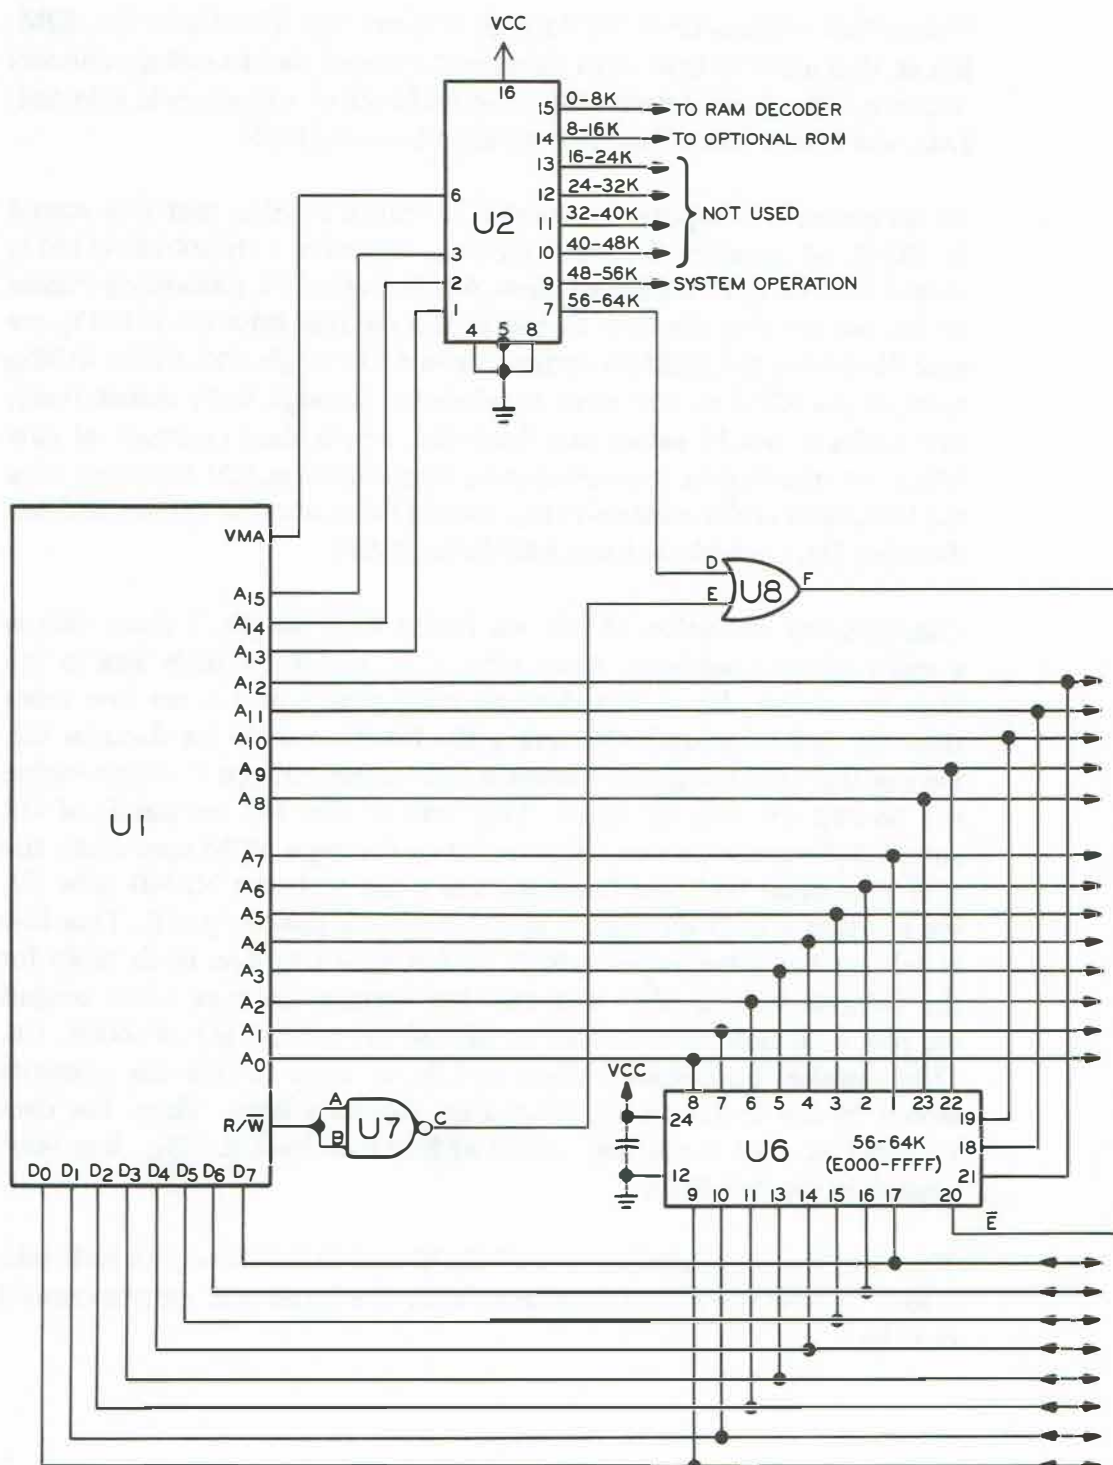 VCC
16
15 0-8K TO RAM DECODER
14 8-16K TO OPTIONAL ROM
13 16-24K
6 12 24-32K
U2 NOT USED
11 32-40K
3 10 40-48K
2 9 48-56K SYSTEM OPERATION
1 7 56-64K
4 5 8
VMA
D
U8 F
E
A15
A14
A13
A12
A11
A10
A9
A8
U1
A7
A6
A5
A4
A3
A2
A1
A0
VCC
8 7 6 5 4 3 2 1 23 22
R/W̅ A
B U7 C
24 19
U6 56-64K 18
(E000-FFFF)
12 21
9 10 11 13 14 15 16 17 20
E̅
D0 D1 D2 D3 D4 D5 D6 D7